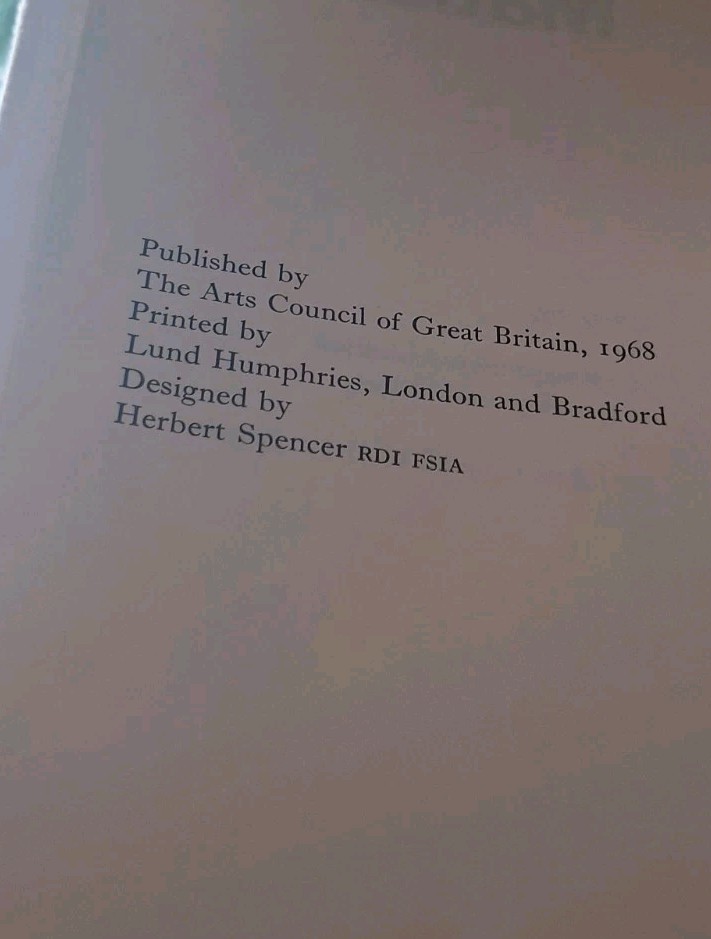 Published by
The Arts Council of Great Britain, 1968
Printed by
Lund Humphries, London and Bradford
Designed by
Herbert Spencer RDI FSIA